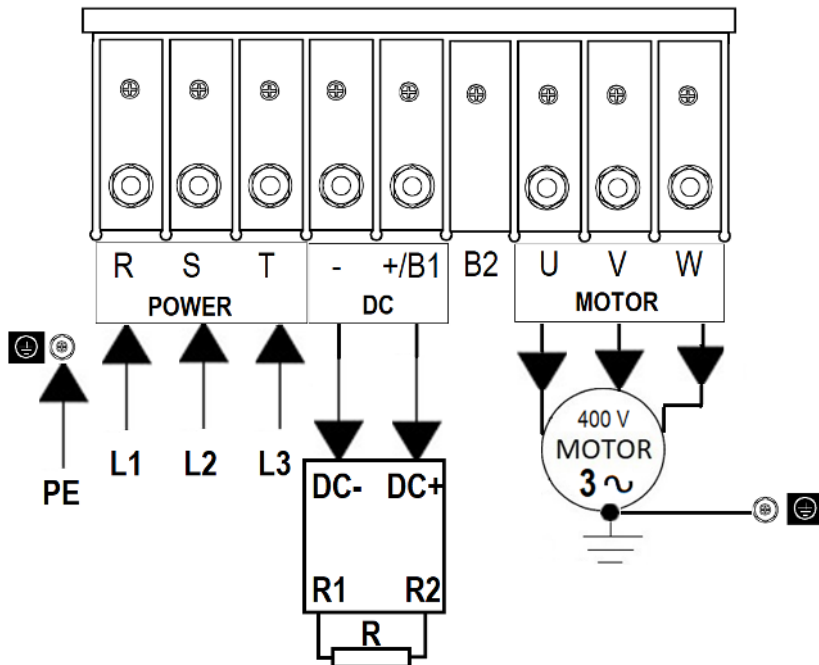 R S T - +/B1 B2 U V W
POWER DC MOTOR
L1 L2 L3
PE
400 V
MOTOR
3 ~
DC- DC+
R1 R2
R